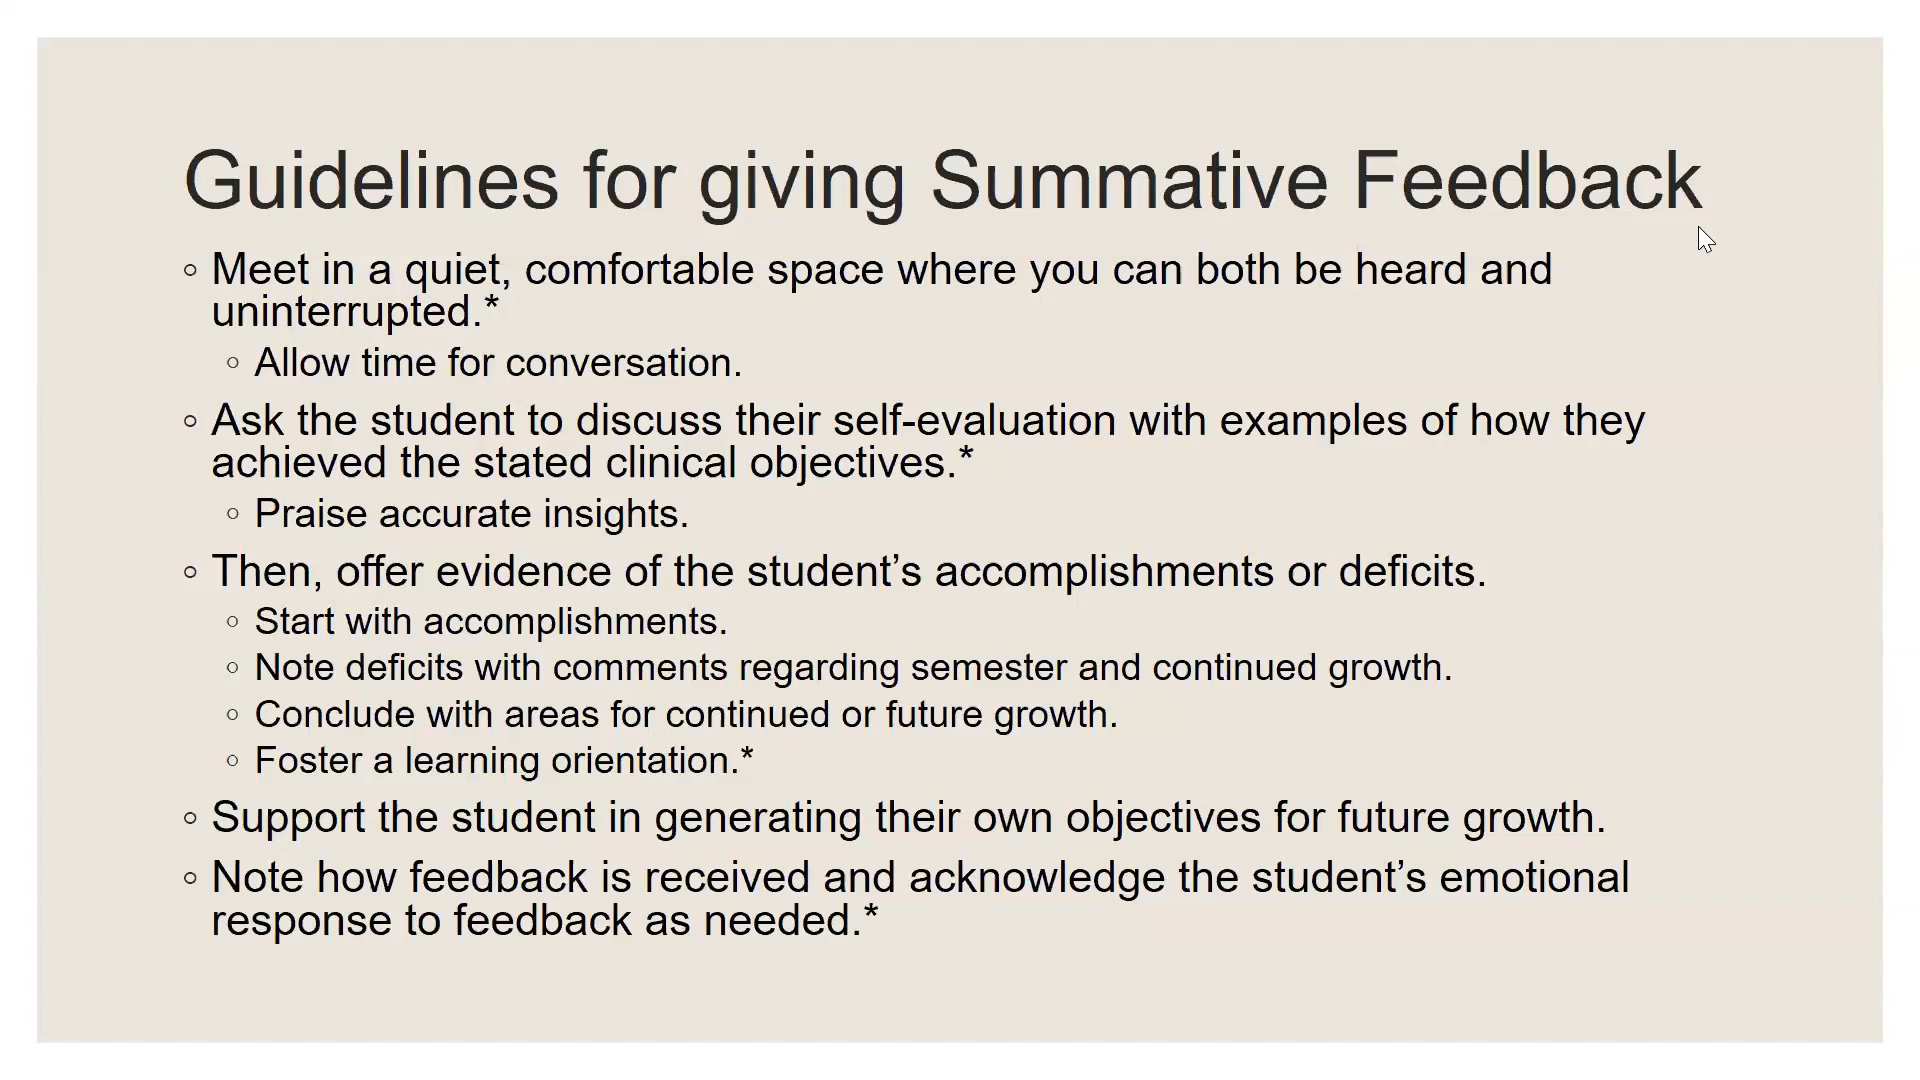 Guidelines for giving Summative Feedback
◦ Meet in a quiet, comfortable space where you can both be heard and
uninterrupted.*
◦ Allow time for conversation.
◦ Ask the student to discuss their self-evaluation with examples of how they
achieved the stated clinical objectives.*
◦ Praise accurate insights.
◦ Then, offer evidence of the student’s accomplishments or deficits.
◦ Start with accomplishments.
◦ Note deficits with comments regarding semester and continued growth.
◦ Conclude with areas for continued or future growth.
◦ Foster a learning orientation.*
◦ Support the student in generating their own objectives for future growth.
◦ Note how feedback is received and acknowledge the student’s emotional
response to feedback as needed.*